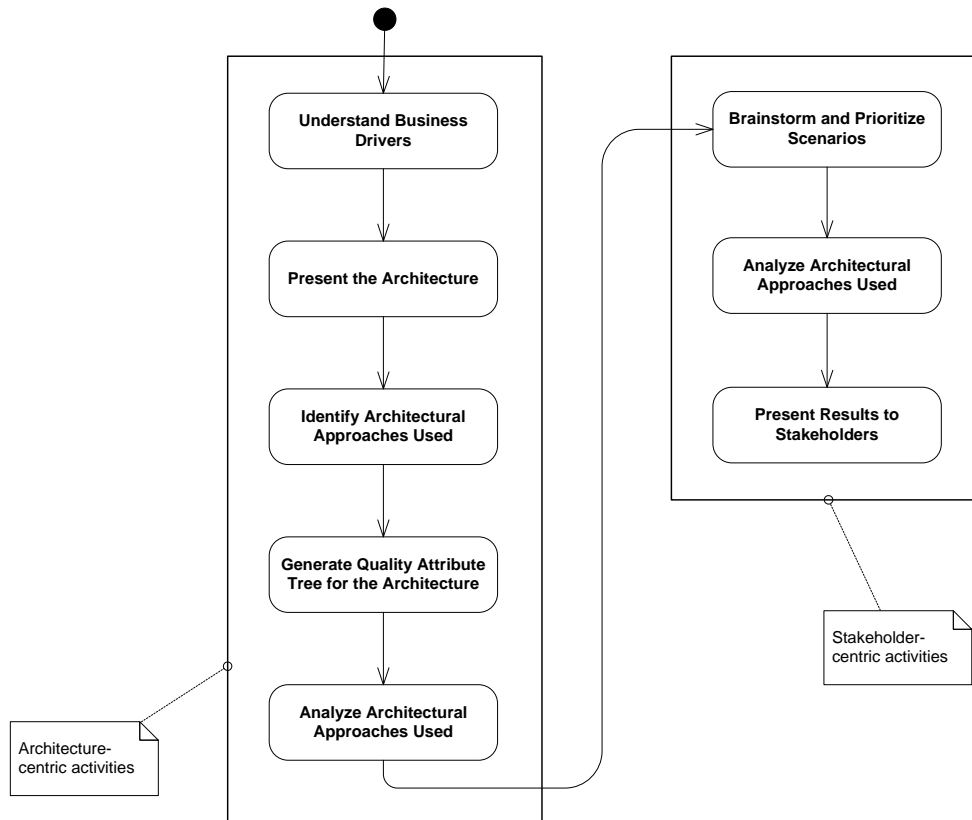 Understand Business
Drivers
Present the Architecture
Identify Architectural
Approaches Used
Generate Quality Attribute
Tree for the Architecture
Analyze Architectural
Approaches Used
Architecture-
centric activities
Brainstorm and Prioritize
Scenarios
Analyze Architectural
Approaches Used
Present Results to
Stakeholders
Stakeholder-
centric activities